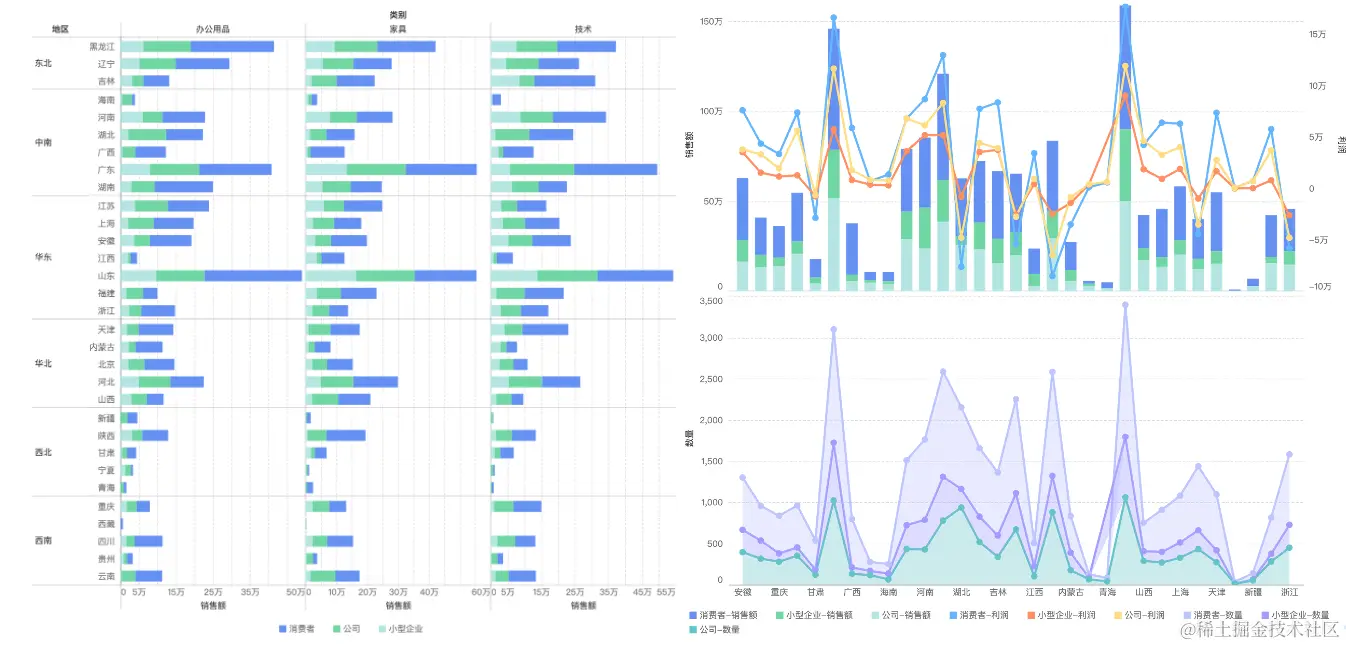 类别
地区 办公用品 家具 技术
东北 黑龙江
辽宁
吉林
中南 海南
河南
湖北
广西
广东
湖南
华东 江苏
上海
安徽
江西
山东
福建
浙江
华北 天津
内蒙古
北京
河北
山西
西北 新疆
陕西
甘肃
宁夏
青海
西南 重庆
西藏
四川
贵州
云南
0 5万 15万 25万 35万 50万 0 10万 20万 30万 40万 60万 0 5万 15万 25万 35万 45万 55万
销售额 销售额 销售额
消费者 公司 小型企业
150万
100万
50万
0
销售额
15万
10万
5万
0
-5万
-10万
利润
3,500
3,000
2,500
2,000
1,500
1,000
500
0
数量
安徽 重庆 甘肃 广西 海南 河南 湖北 吉林 江西 内蒙古 青海 山西 上海 天津 新疆 浙江
消费者-销售额 小型企业-销售额 公司-销售额 消费者-利润 小型企业-利润 公司-利润 消费者-数量 小型企业-数量
公司-数量
@稀土掘金技术社区